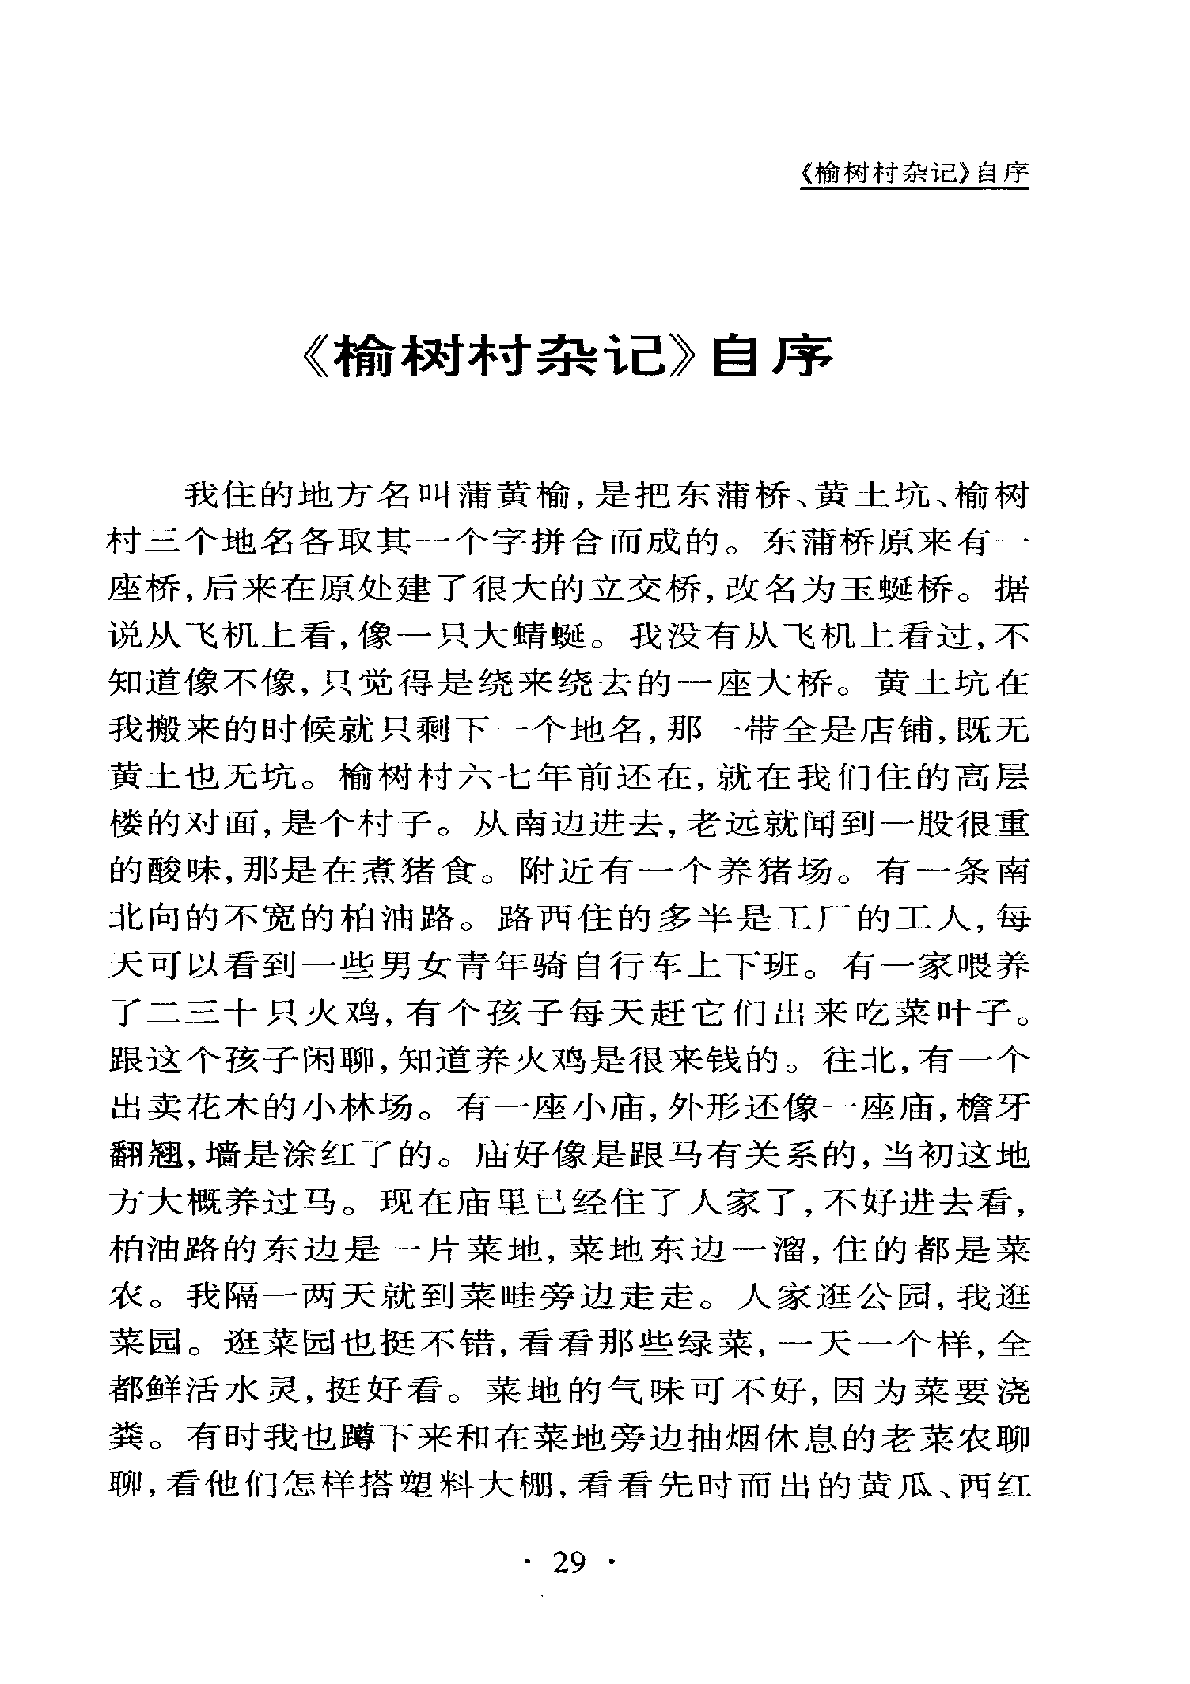 《榆树村杂记》自序
《榆树村杂记》自序
我住的地方名叫蒲黄榆，是把东蒲桥、黄土坑、榆树
村三个地名各取其一个字拼合而成的。东蒲桥原来有一
座桥，后来在原处建了很大的立交桥，改名为玉蜓桥。据
说从飞机上看，像一只大蜻蜓。我没有从飞机上看过，不
知道像不像，只觉得是绕来绕去的一座大桥。黄土坑在
我搬来的时候就只剩下一个地名，那一带全是店铺，既无
黄土也无坑。榆树村六七年前还在，就在我们住的高层
楼的对面，是个村子。从南边进去，老远就闻到一股很重
的酸味，那是在煮猪食。附近有一个养猪场。有一条南
北向的不宽的柏油路。路西住的多半是工厂的工人，每
天可以看到一些男女青年骑自行车上下班。有一家喂养
了二三十只火鸡，有个孩子每天赶它们出来吃菜叶子。
跟这个孩子闲聊，知道养火鸡是很来钱的。往北，有一个
出卖花木的小林场。有一座小庙，外形还像一座庙，檐牙
翻翘，墙是涂红了的。庙好像是跟马有关系的，当初这地
方大概养过马。现在庙里已经住了人家了，不好进去看，
柏油路的东边是一片菜地，菜地东边一溜，住的都是菜
农。我隔一两天就到菜畦旁边走走。人家逛公园，我逛
菜园。逛菜园也挺不错，看看那些绿菜，一天一个样，全
都鲜活水灵，挺好看。菜地的气味可不好，因为菜要浇
粪。有时我也蹲下来和在菜地旁边抽烟休息的老菜农聊
聊，看他们怎样搭塑料大棚，看看先时而出的黄瓜、西红
· 29 ·